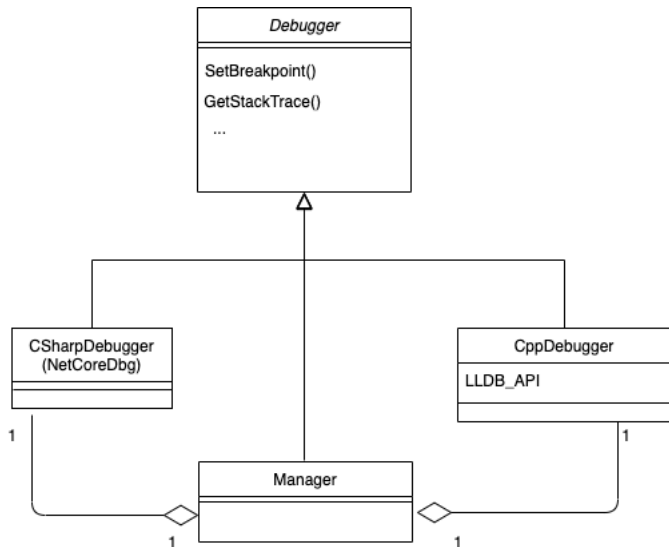 Debugger
SetBreakpoint()
GetStackTrace()
...
CSharpDebugger
(NetCoreDbg)
CppDebugger
LLDB_API
1
1
Manager
1
1